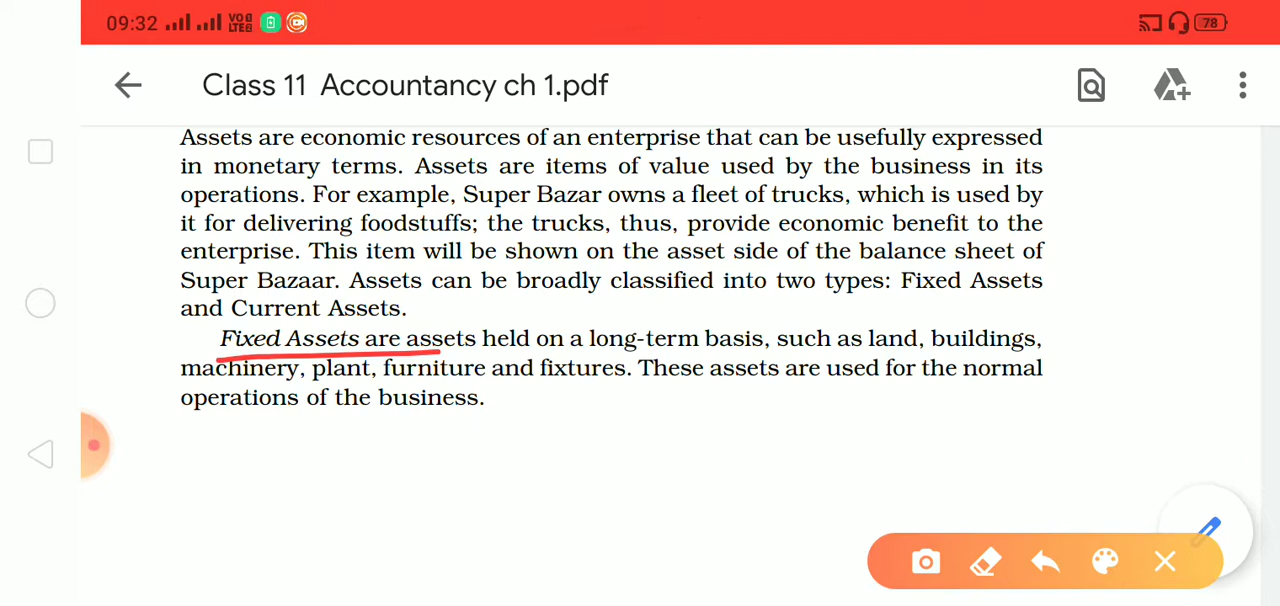 09:32 VO LTE 78
Class 11 Accountancy ch 1.pdf
Assets are economic resources of an enterprise that can be usefully expressed
in monetary terms. Assets are items of value used by the business in its
operations. For example, Super Bazar owns a fleet of trucks, which is used by
it for delivering foodstuffs; the trucks, thus, provide economic benefit to the
enterprise. This item will be shown on the asset side of the balance sheet of
Super Bazaar. Assets can be broadly classified into two types: Fixed Assets
and Current Assets.
Fixed Assets are assets held on a long-term basis, such as land, buildings,
machinery, plant, furniture and fixtures. These assets are used for the normal
operations of the business.